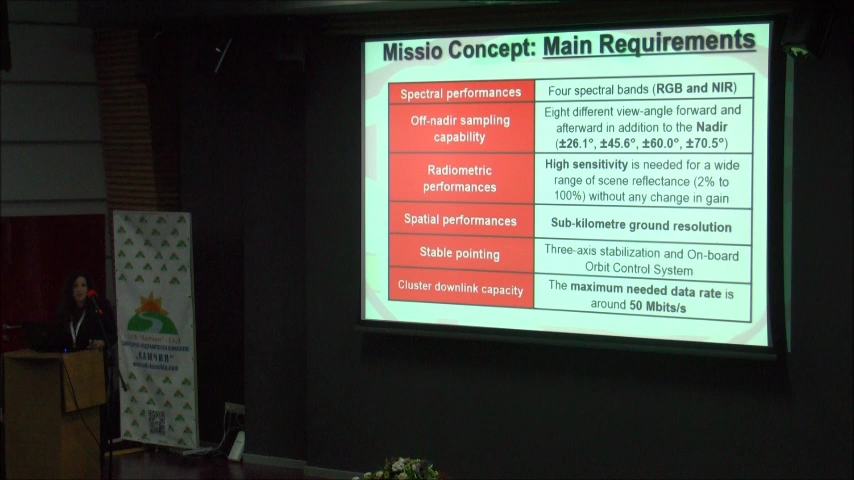 Missio Concept: Main Requirements
Spectral performances
Four spectral bands (RGB and NIR)
Off-nadir sampling
capability
Eight different view-angle forward and
afterward in addition to the Nadir
(±26.1°, ±45.6°, ±60.0°, ±70.5°)
Radiometric
performances
High sensitivity is needed for a wide
range of scene reflectance (2% to
100%) without any change in gain
Spatial performances
Sub-kilometre ground resolution
Stable pointing
Three-axis stabilization and On-board
Orbit Control System
Cluster downlink capacity
The maximum needed data rate is
around 50 Mbits/s
"КАМЧИЯ"